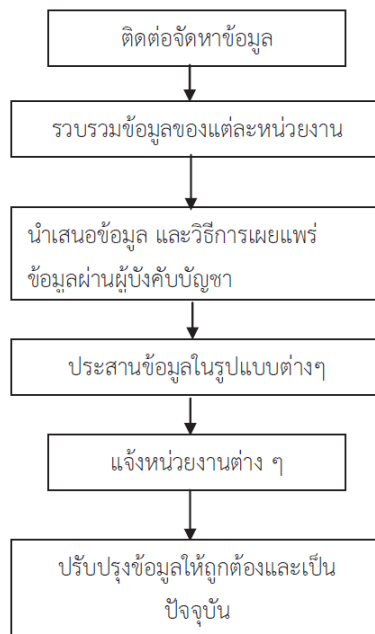 ติดต่อจัดหาข้อมูล
รวบรวมข้อมูลของแต่ละหน่วยงาน
นำเสนอข้อมูล และวิธีการเผยแพร่
ข้อมูลผ่านผู้บังคับบัญชา
ประสานข้อมูลในรูปแบบต่างๆ
แจ้งหน่วยงานต่าง ๆ
ปรับปรุงข้อมูลให้ถูกต้องและเป็น
ปัจจุบัน